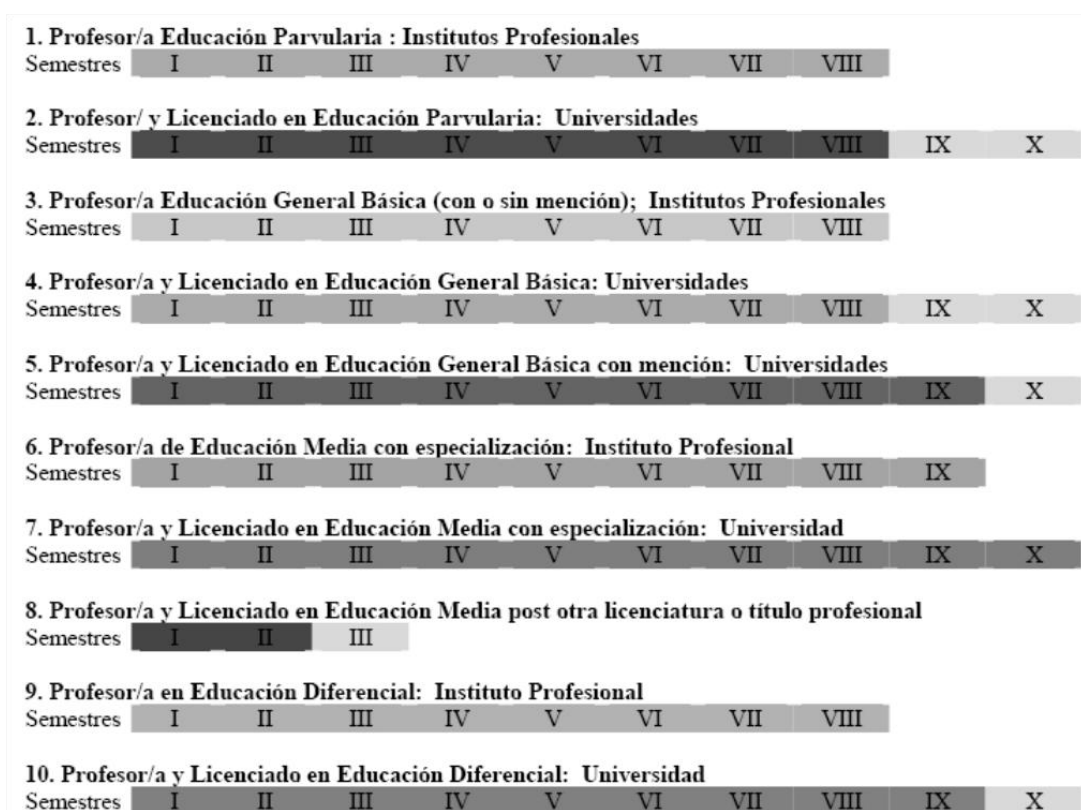 1. Profesor/a Educación Parvularia : Institutos Profesionales
Semestres I II III IV V VI VII VIII
2. Profesor/ y Licenciado en Educación Parvularia: Universidades
Semestres I II III IV V VI VII VIII IX X
3. Profesor/a Educación General Básica (con o sin mención); Institutos Profesionales
Semestres I II III IV V VI VII VIII
4. Profesor/a y Licenciado en Educación General Básica: Universidades
Semestres I II III IV V VI VII VIII IX X
5. Profesor/a y Licenciado en Educación General Básica con mención: Universidades
Semestres I II III IV V VI VII VIII IX X
6. Profesor/a de Educación Media con especialización: Instituto Profesional
Semestres I II III IV V VI VII VIII IX
7. Profesor/a y Licenciado en Educación Media con especialización: Universidad
Semestres I II III IV V VI VII VIII IX X
8. Profesor/a y Licenciado en Educación Media post otra licenciatura o título profesional
Semestres I II III
9. Profesor/a en Educación Diferencial: Instituto Profesional
Semestres I II III IV V VI VII VIII
10. Profesor/a y Licenciado en Educación Diferencial: Universidad
Semestres I II III IV V VI VII VIII IX X